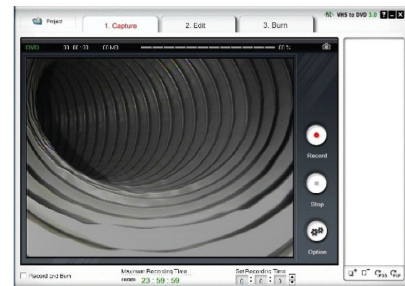 VHS to DVD 3.0
Project
1. Capture
2. Edit
3. Burn
DVD
Record
Stop
Option
Record and Burn
Maximum Recording Time
23 : 59 : 59
Set Recording Time